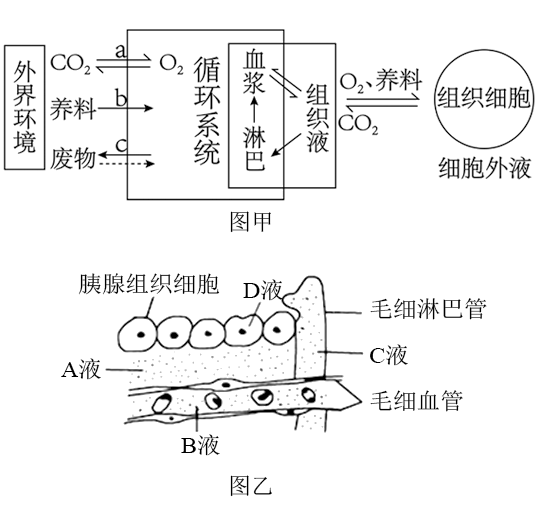 外界环境
CO₂
a
O₂
养料
b
废物
c
循环系统
血浆
淋巴
组织液
O₂、养料
CO₂
组织细胞
细胞外液
图甲
胰腺组织细胞
D液
毛细淋巴管
C液
A液
毛细血管
B液
图乙